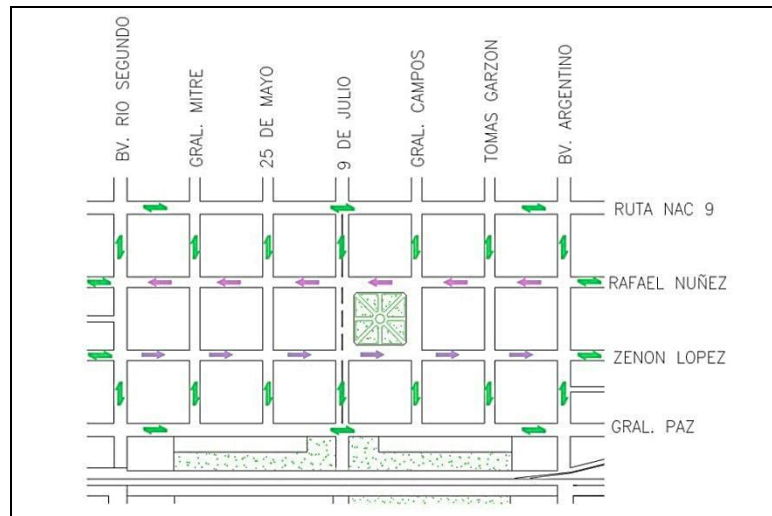 BV. RIO SEGUNDO
GRAL. MITRE
25 DE MAYO
9 DE JULIO
GRAL. CAMPOS
TOMAS GARZON
BV. ARGENTINO
RUTA NAC 9
RAFAEL NUÑEZ
ZENON LOPEZ
GRAL. PAZ